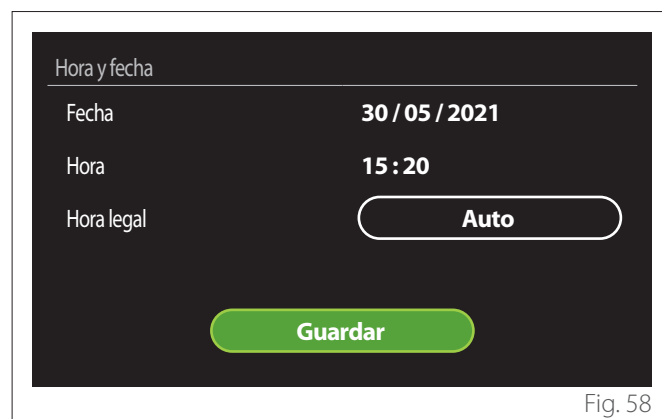 Hora y fecha
Fecha 30 / 05 / 2021
Hora 15 : 20
Hora legal Auto
Guardar
Fig. 58